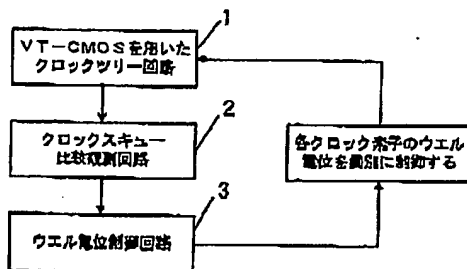 1
VT－CMOSを用いた
クロックツリー回路
2
クロックスキュー
比較観測回路
3
ウエル電位制御回路
各クロック素子のウエル
電位を個別に制御する